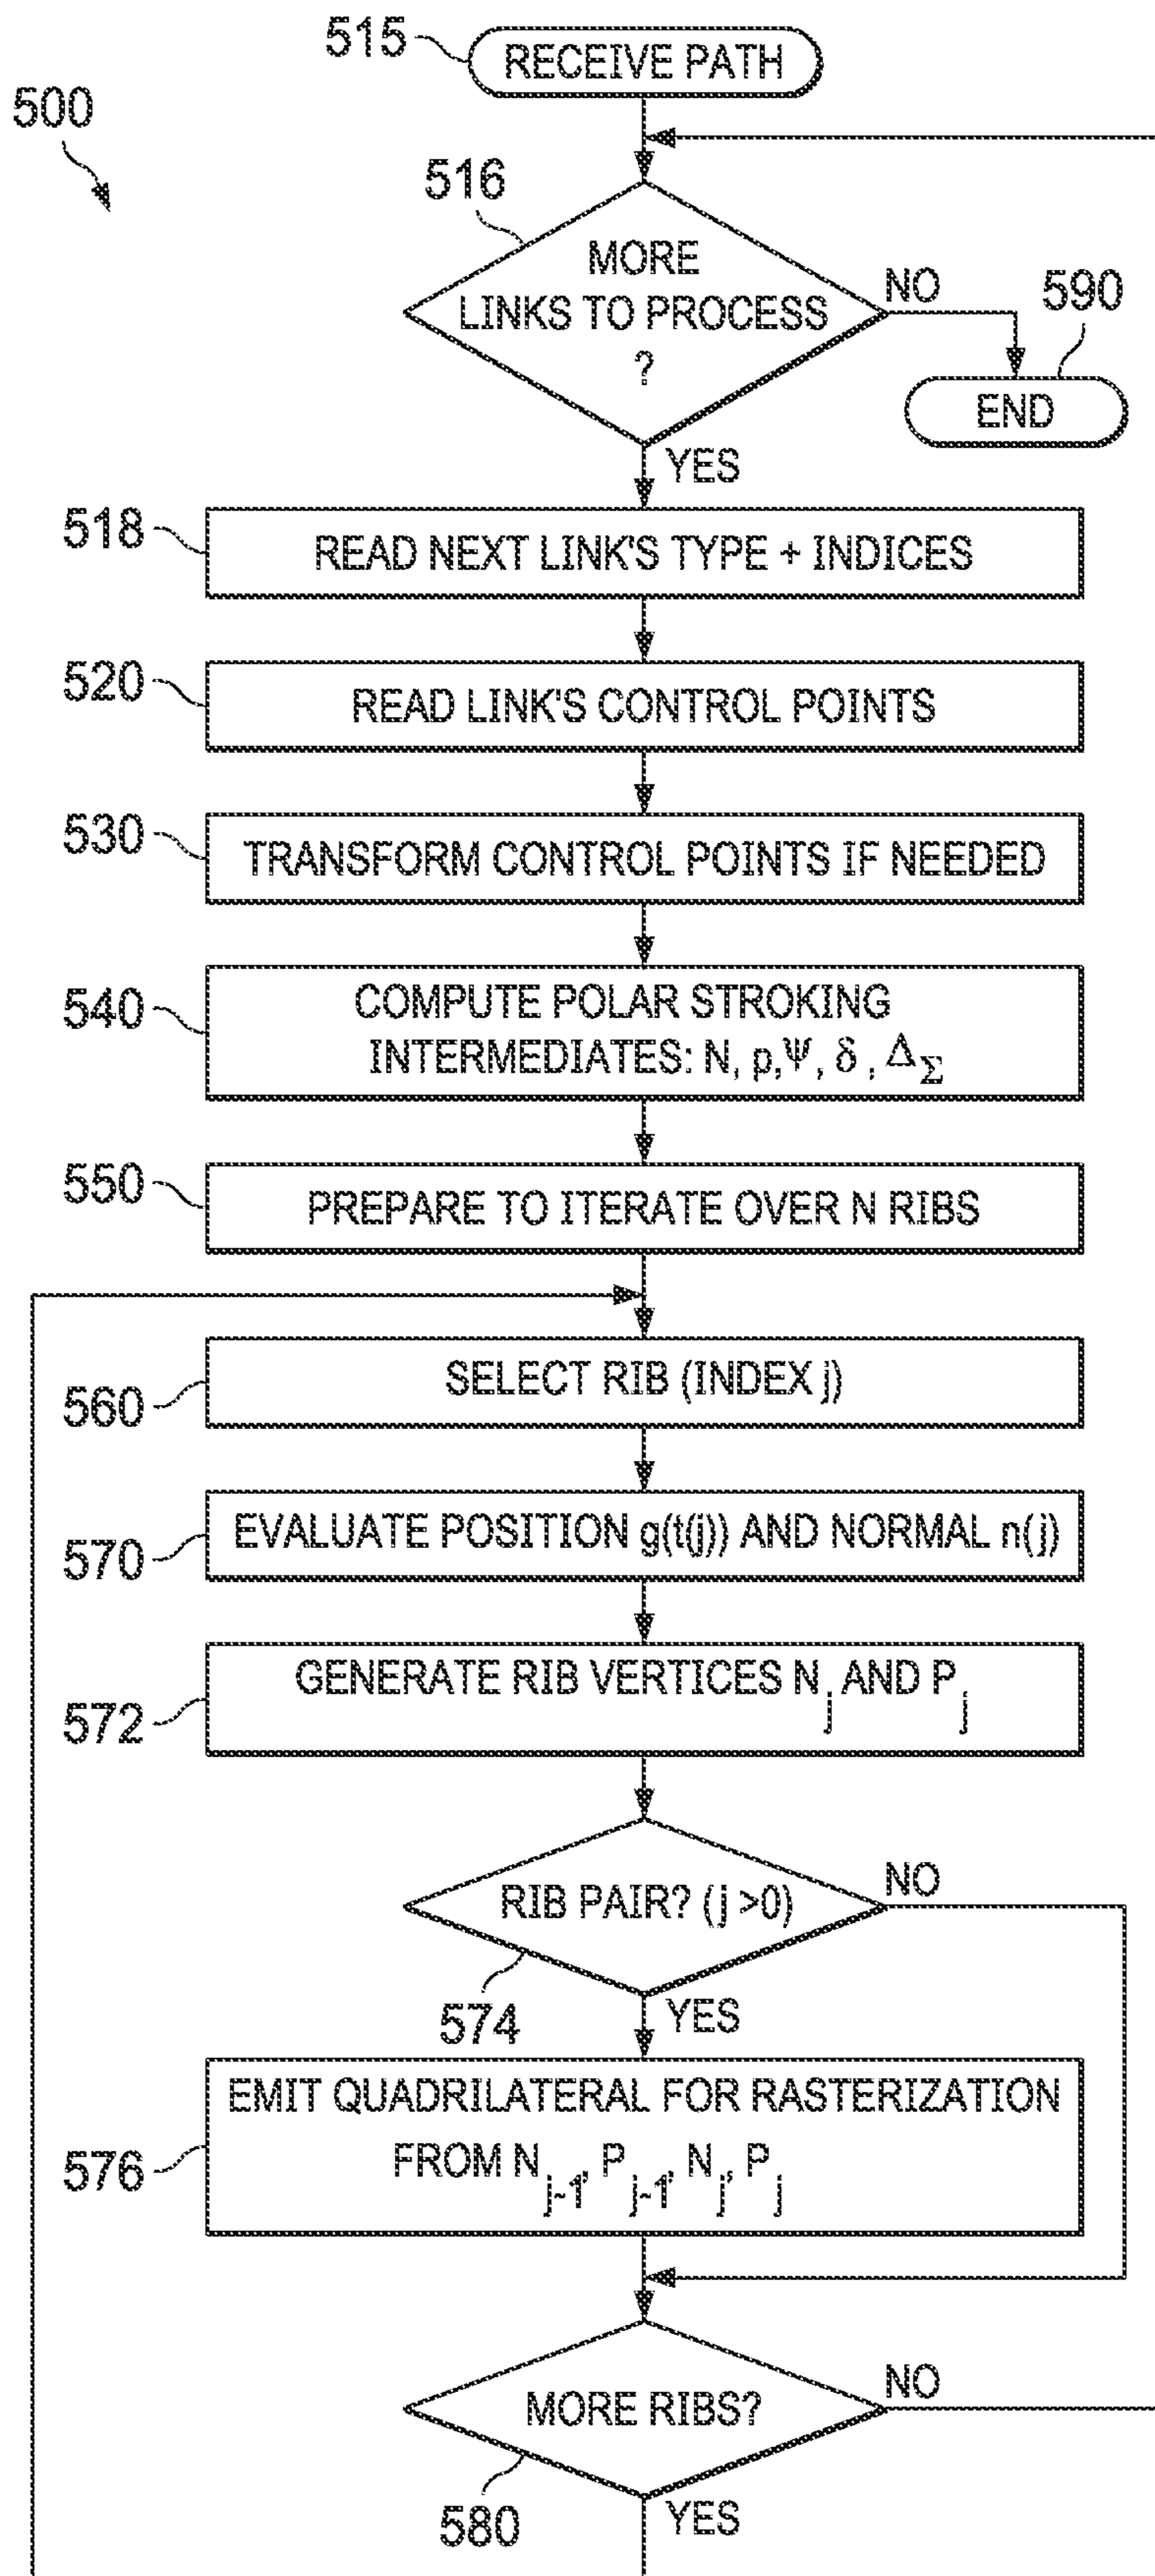 515
RECEIVE PATH
500
516
MORE
LINKS TO PROCESS
?
NO
590
END
YES
518
READ NEXT LINK'S TYPE + INDICES
520
READ LINK'S CONTROL POINTS
530
TRANSFORM CONTROL POINTS IF NEEDED
540
COMPUTE POLAR STROKING
INTERMEDIATES: N, p, Ψ, δ, Δ_Σ
550
PREPARE TO ITERATE OVER N RIBS
560
SELECT RIB (INDEX j)
570
EVALUATE POSITION g(t(j)) AND NORMAL n(j)
572
GENERATE RIB VERTICES N_j AND P_j
RIB PAIR? (j >0)
NO
574
YES
576
EMIT QUADRILATERAL FOR RASTERIZATION
FROM N_j-1, P_j-1, N_j, P_j
MORE RIBS?
NO
580
YES